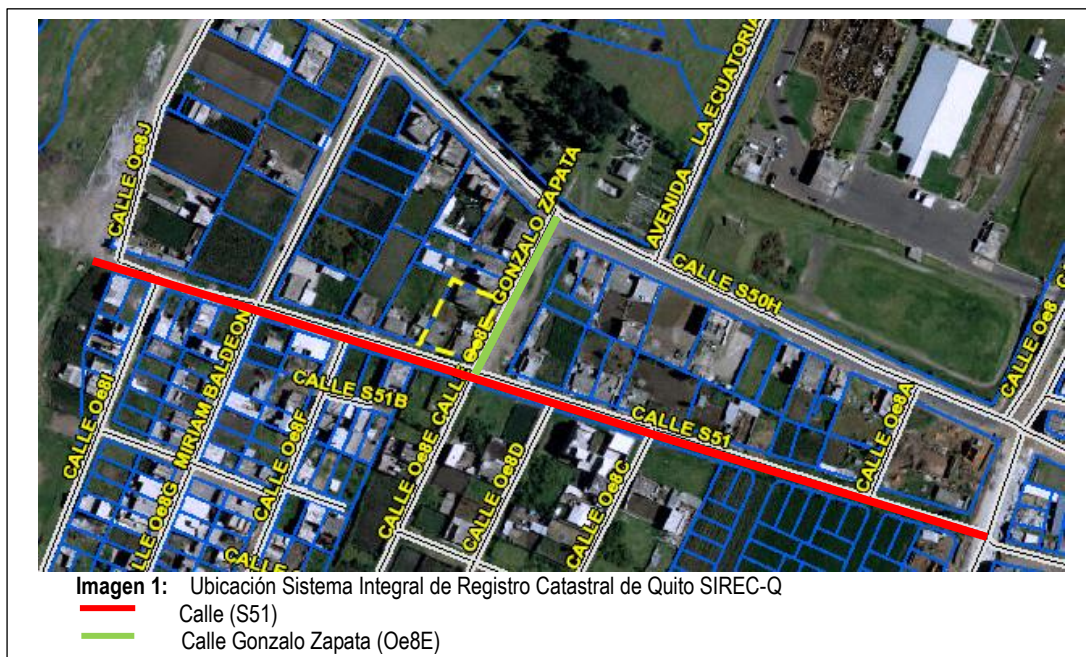 CALLE Oe8J
GONZALO ZAPATA
AVENIDA LA ECUATORIA
CALLE S50H
CALLE Oe8
CALLE Oe8I
MIRIAM BALDEON
LLE Oe8G
CALLE Oe8F
CALLE S51B
CALLE Oe8E
CALL
Oe8E
CALLE Oe8D
CALLE Oe8C
CALLE S51
CALLE Oe8A
Imagen 1: Ubicación Sistema Integral de Registro Catastral de Quito SIREC-Q
Calle (S51)
Calle Gonzalo Zapata (Oe8E)